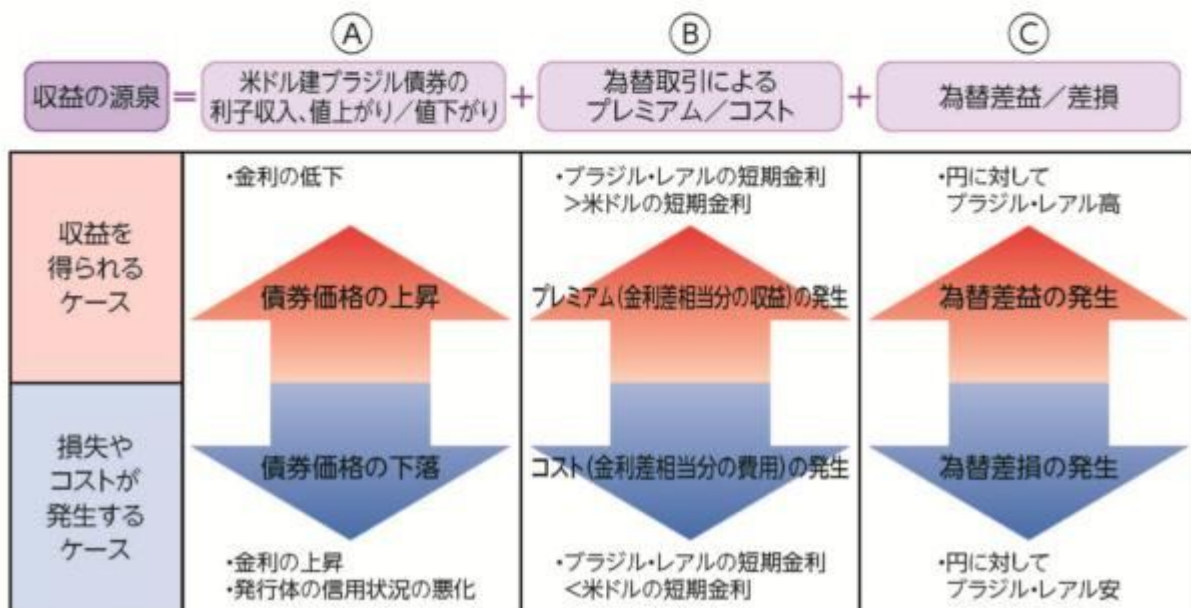 Ⓐ
Ⓑ
Ⓒ
収益の源泉
=
米ドル建ブラジル債券の
利子収入、値上がり/値下がり
+
為替取引による
プレミアム/コスト
+
為替差益/差損
収益を
得られる
ケース
・金利の低下
債券価格の上昇
・ブラジル・レアルの短期金利
>米ドルの短期金利
プレミアム(金利差相当分の収益)の発生
・円に対して
ブラジル・レアル高
為替差益の発生
損失や
コストが
発生する
ケース
債券価格の下落
・金利の上昇
・発行体の信用状況の悪化
コスト(金利差相当分の費用)の発生
・ブラジル・レアルの短期金利
<米ドルの短期金利
為替差損の発生
・円に対して
ブラジル・レアル安